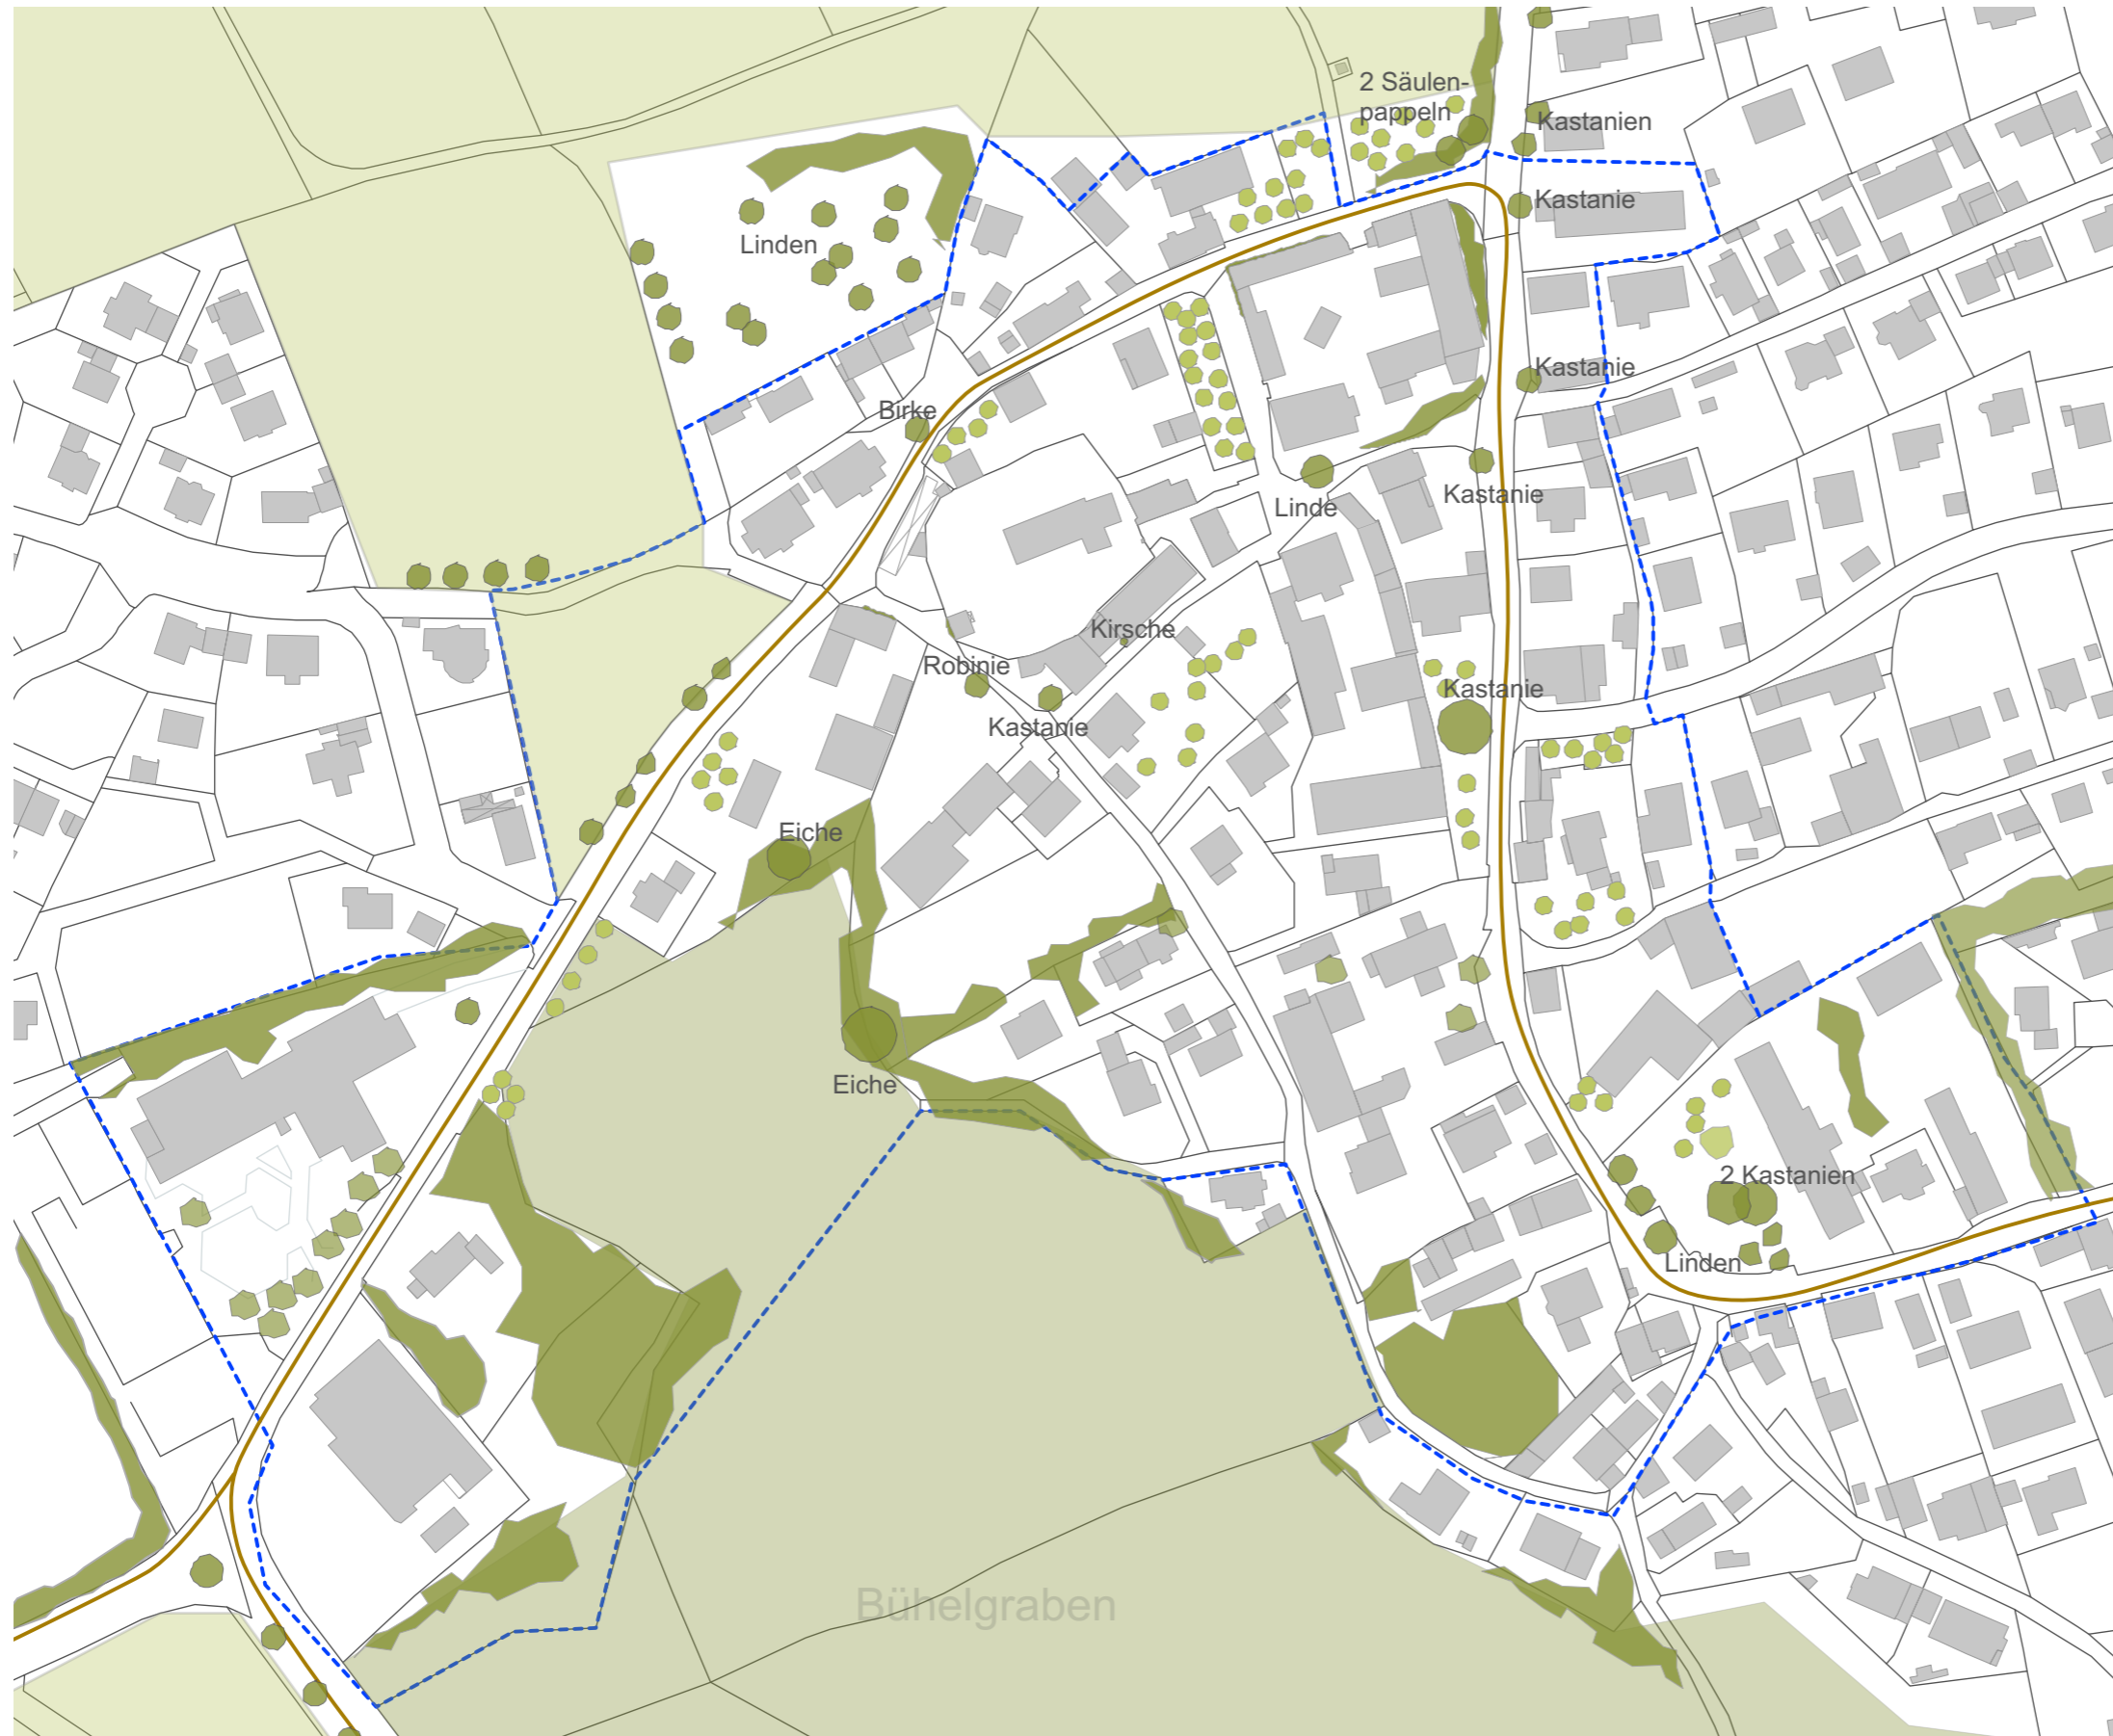 2 Säulen-
pappeln
Kastanien
Kastanie
Linden
Kastanie
Birke
Linde
Kastanie
Kirsche
Robinie
Kastanie
Kastanie
Eiche
Eiche
2 Kastanien
Linden
Bühelgraben